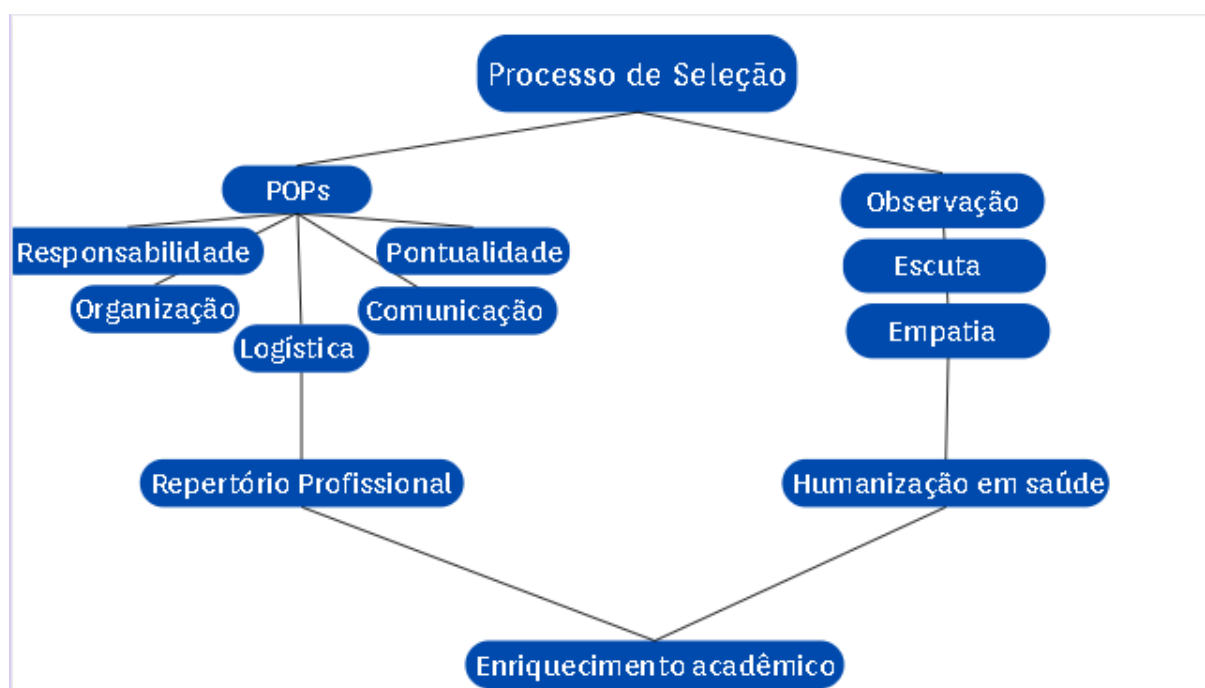 Processo de Seleção
POPs
Observação
Responsabilidade
Pontualidade
Escuta
Organização
Comunicação
Empatia
Logística
Repertório Profissional
Humanização em saúde
Enriquecimento acadêmico